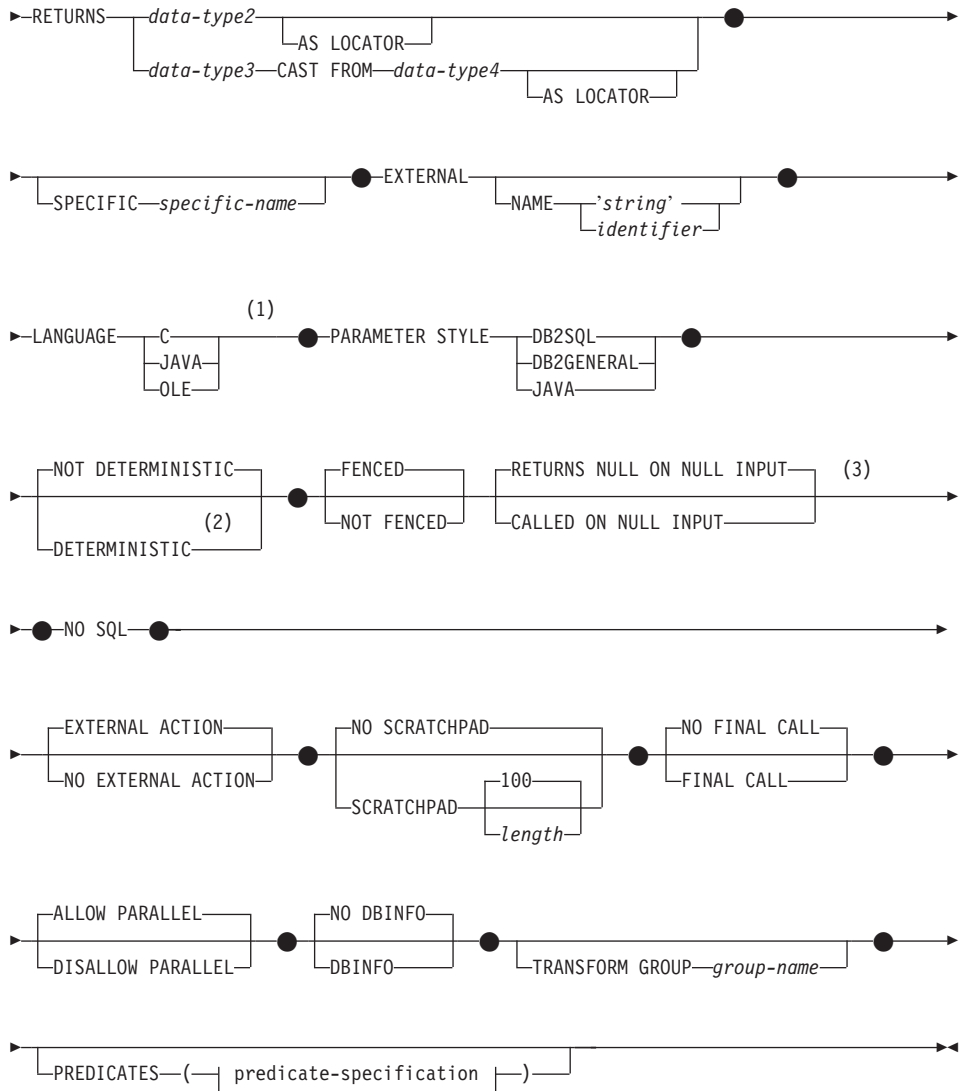 RETURNS data-type2
AS LOCATOR
data-type3 CAST FROM data-type4
AS LOCATOR
SPECIFIC specific-name EXTERNAL NAME 'string'
identifier
(1)
LANGUAGE C PARAMETER STYLE DB2SQL
JAVA DB2GENERAL
OLE JAVA
NOT DETERMINISTIC FENCED RETURNS NULL ON NULL INPUT (3)
(2) NOT FENCED CALLED ON NULL INPUT
DETERMINISTIC
NO SQL
EXTERNAL ACTION NO SCRATCHPAD NO FINAL CALL
NO EXTERNAL ACTION 100 FINAL CALL
SCRATCHPAD
length
ALLOW PARALLEL NO DBINFO
DISALLOW PARALLEL DBINFO TRANSFORM GROUP group-name
PREDICATES ( predicate-specification )